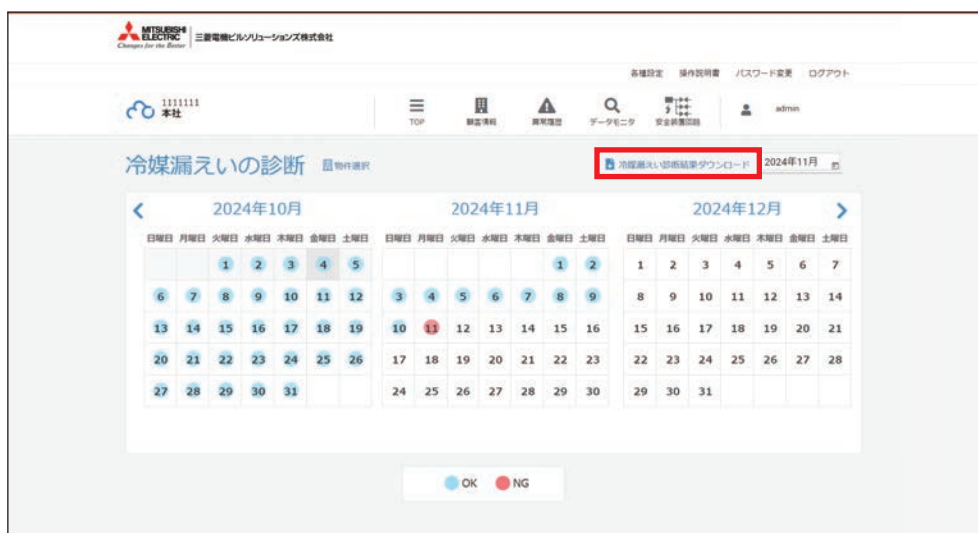 MITSUBISHI
ELECTRIC
Changes for the Better
三菱電機ビルソリューションズ株式会社
各種設定 操作説明書 パスワード変更 ログアウト
1111111
本社
TOP 顧客情報 異常履歴 データモニタ 安全装置回路 admin
冷媒漏えいの診断 物件選択 冷媒漏えい診断結果ダウンロード 2024年11月
2024年10月 2024年11月 2024年12月
日曜日 月曜日 火曜日 水曜日 木曜日 金曜日 土曜日 日曜日 月曜日 火曜日 水曜日 木曜日 金曜日 土曜日 日曜日 月曜日 火曜日 水曜日 木曜日 金曜日 土曜日
1 2 3 4 5 1 2 1 2 3 4 5 6 7
6 7 8 9 10 11 12 3 4 5 6 7 8 9 8 9 10 11 12 13 14
13 14 15 16 17 18 19 10 11 12 13 14 15 16 15 16 17 18 19 20 21
20 21 22 23 24 25 26 17 18 19 20 21 22 23 22 23 24 25 26 27 28
27 28 29 30 31 24 25 26 27 28 29 30 29 30 31
OK NG